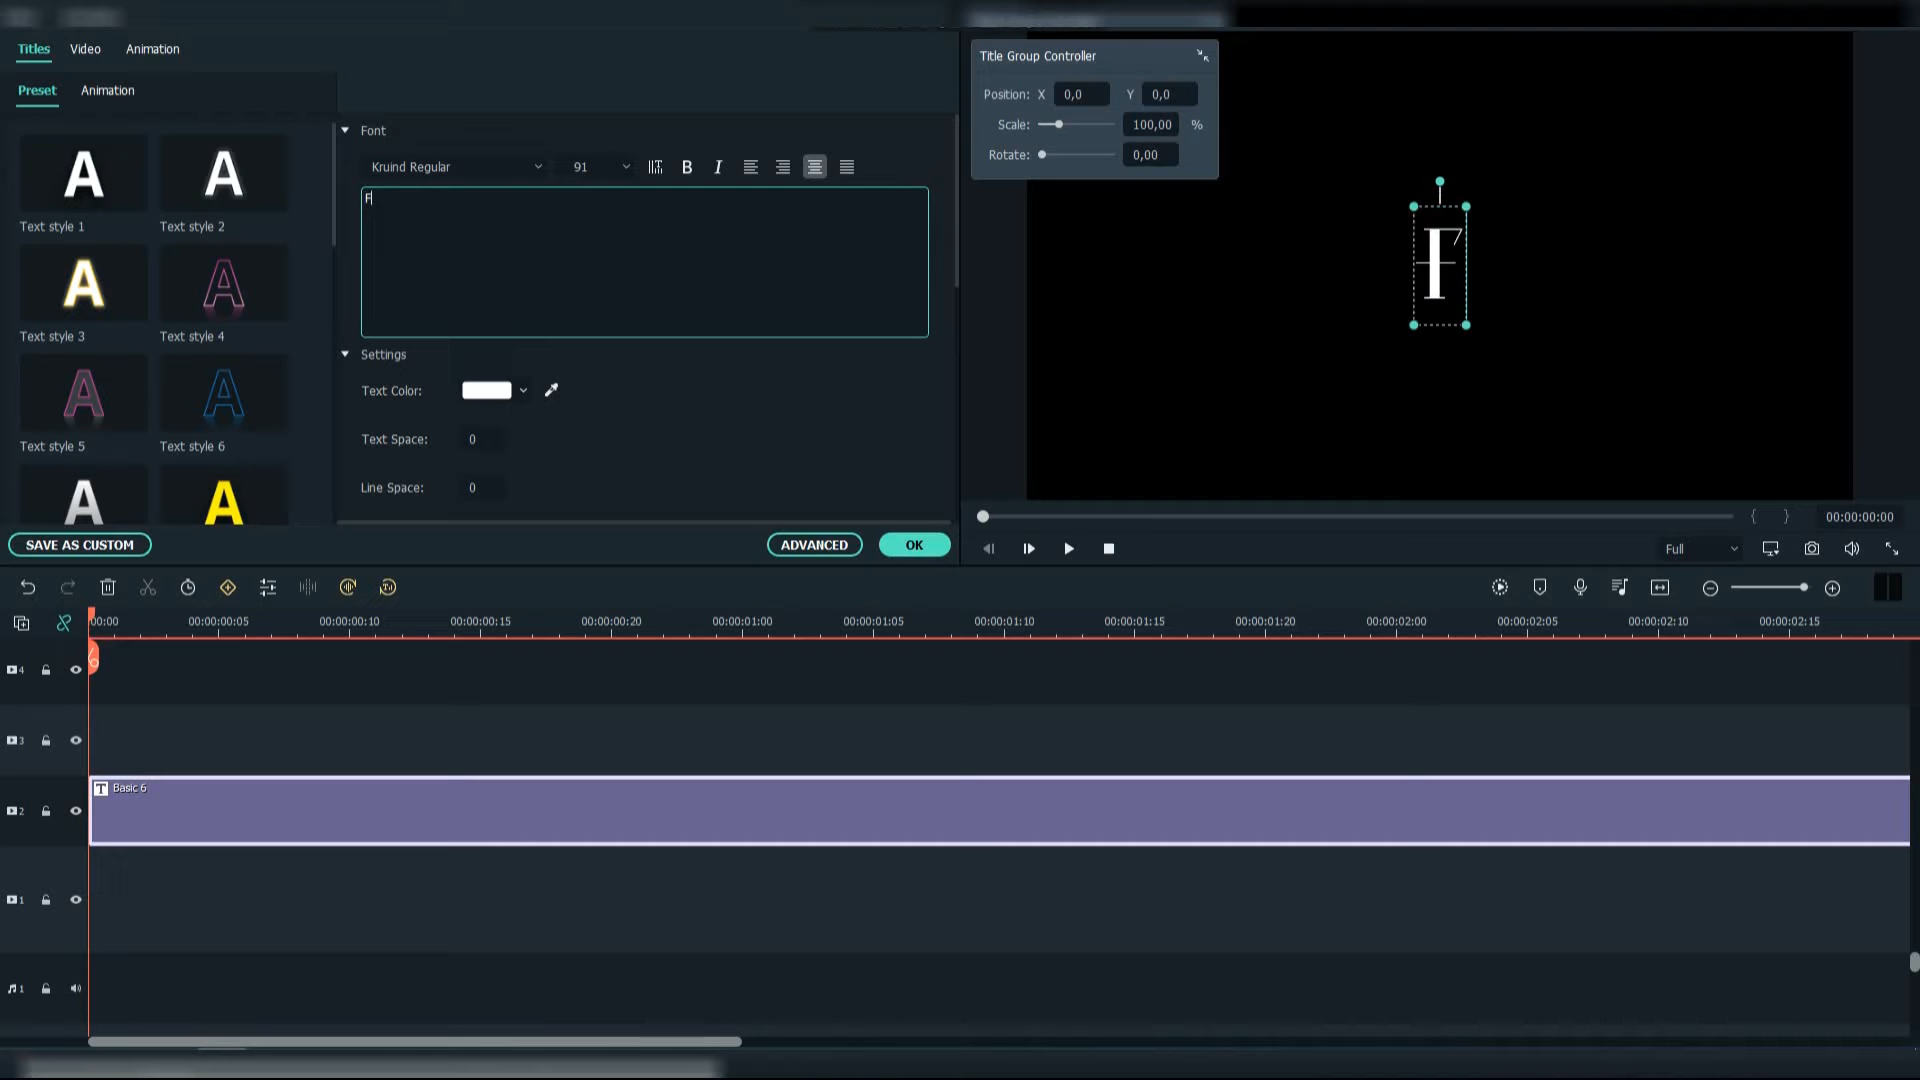 Titles Video Animation
Preset Animation
Text style 1 Text style 2
Text style 3 Text style 4
Text style 5 Text style 6
A A
A A
A A
A A
SAVE AS CUSTOM
Font
Kruind Regular 91 B I
F
Settings
Text Color:
Text Space: 0
Line Space: 0
ADVANCED OK
Title Group Controller
Position: X 0,0 Y 0,0
Scale: 100,00 %
Rotate: 0,00
F
{ } 00:00:00:00
Full
00:00 00:00:00:05 00:00:00:10 00:00:00:15 00:00:00:20 00:00:01:00 00:00:01:05 00:00:01:10 00:00:01:15 00:00:01:20 00:00:02:00 00:00:02:05 00:00:02:10 00:00:02:15
4
3
2 T Basic 6
1
1